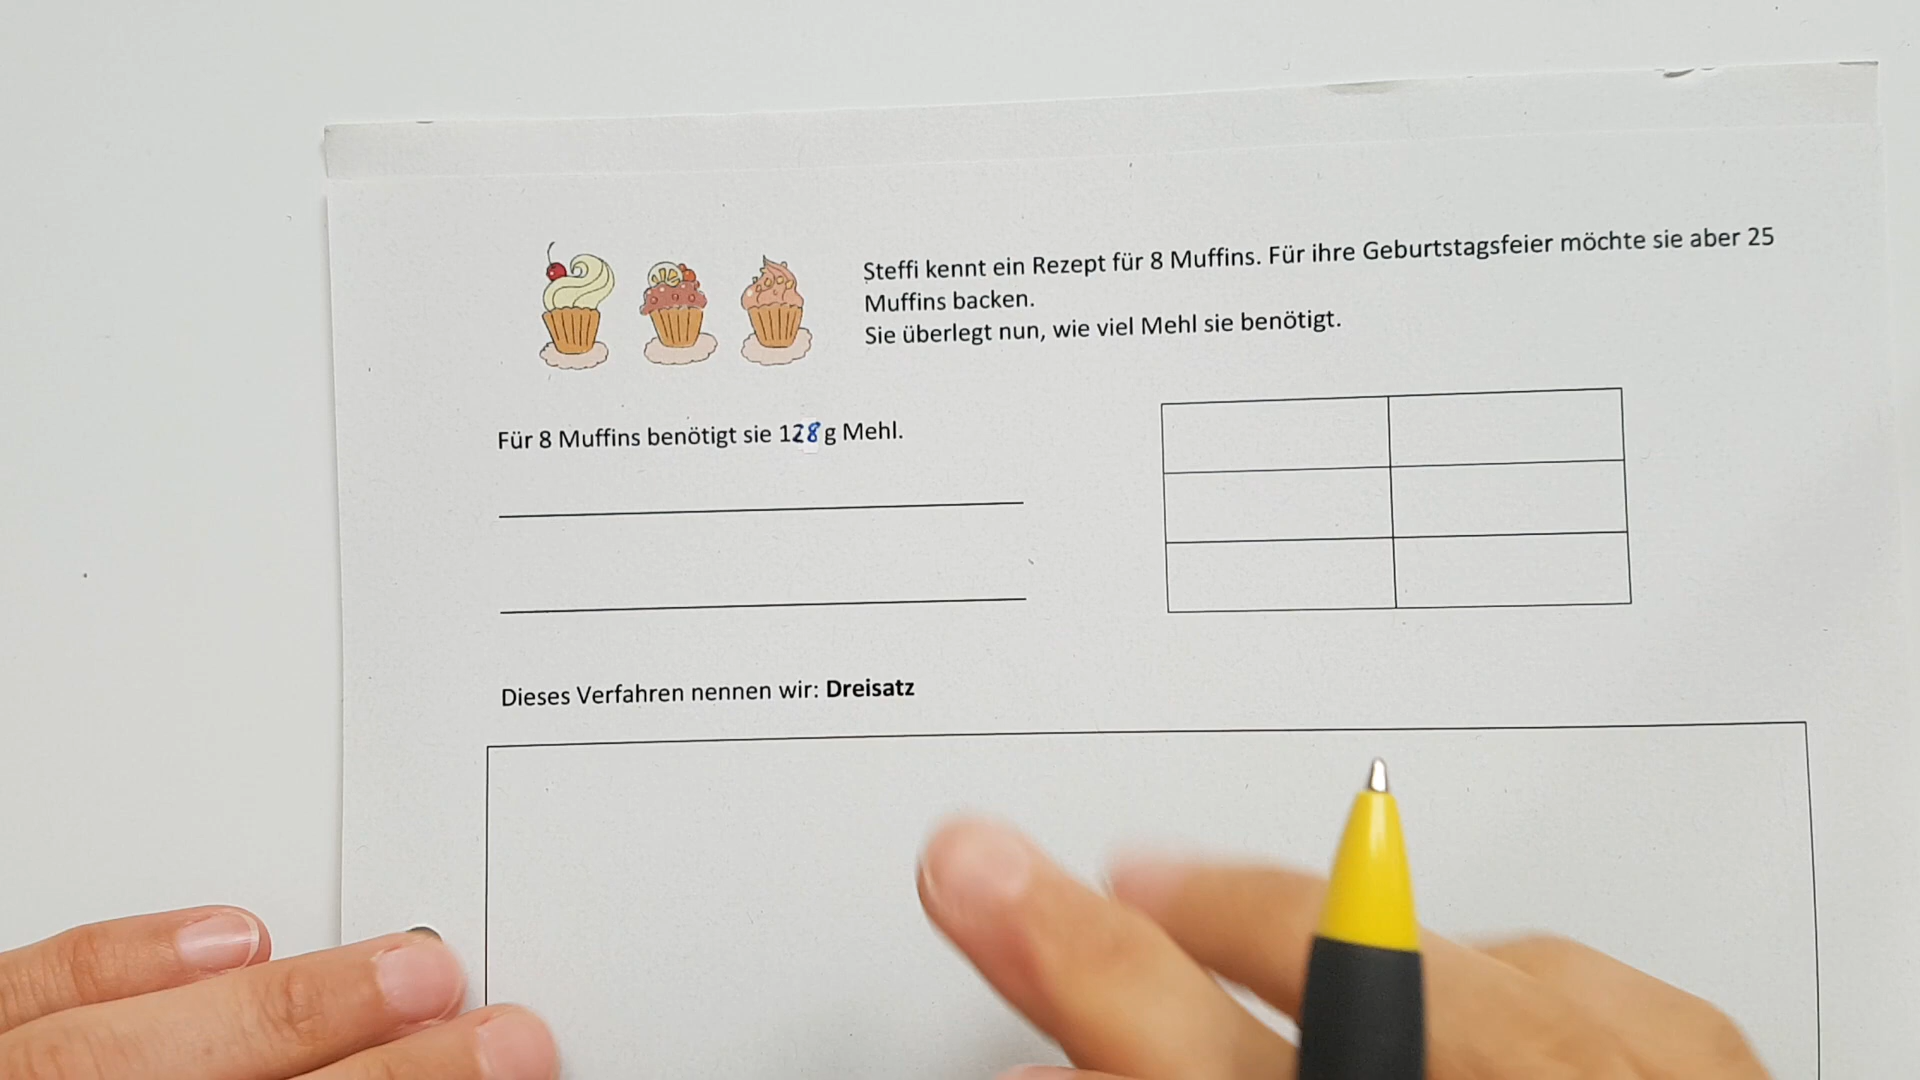 Steffi kennt ein Rezept für 8 Muffins. Für ihre Geburtstagsfeier möchte sie aber 25
Muffins backen.
Sie überlegt nun, wie viel Mehl sie benötigt.
Für 8 Muffins benötigt sie 128 g Mehl.
Dieses Verfahren nennen wir: Dreisatz